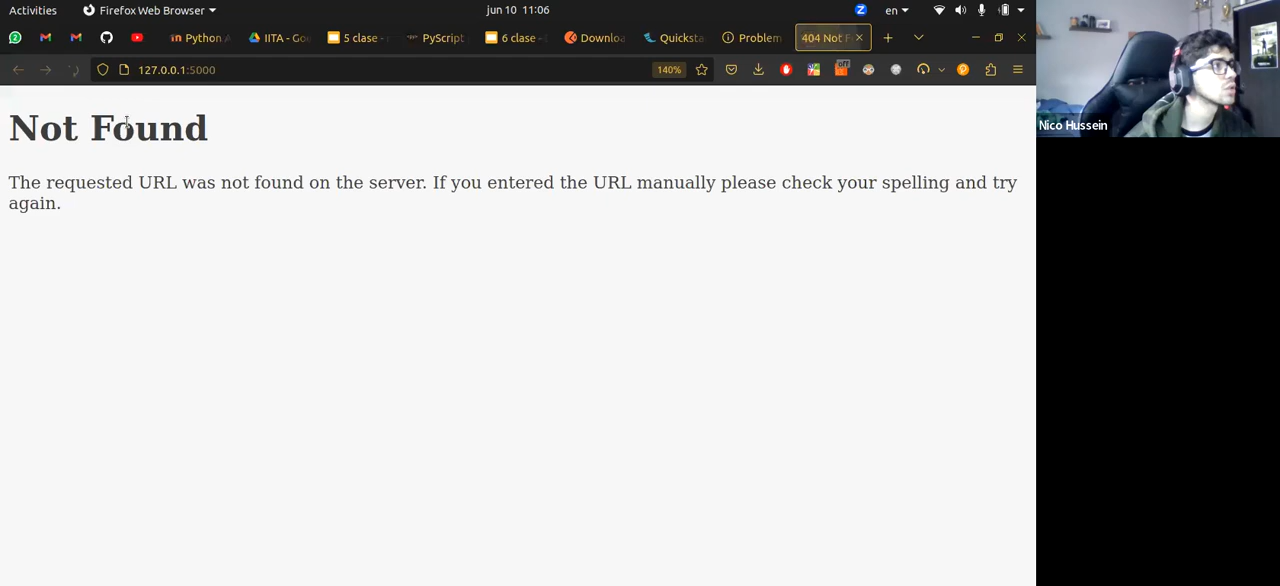 Activities Firefox Web Browser jun 10 11:06 en
Python IITA - Go 5 clase - PyScript 6 clase - Downlo Quicksta Problem 404 Not F
127.0.0.1:5000 140% off
Not Found
The requested URL was not found on the server. If you entered the URL manually please check your spelling and try
again.
Nico Hussein